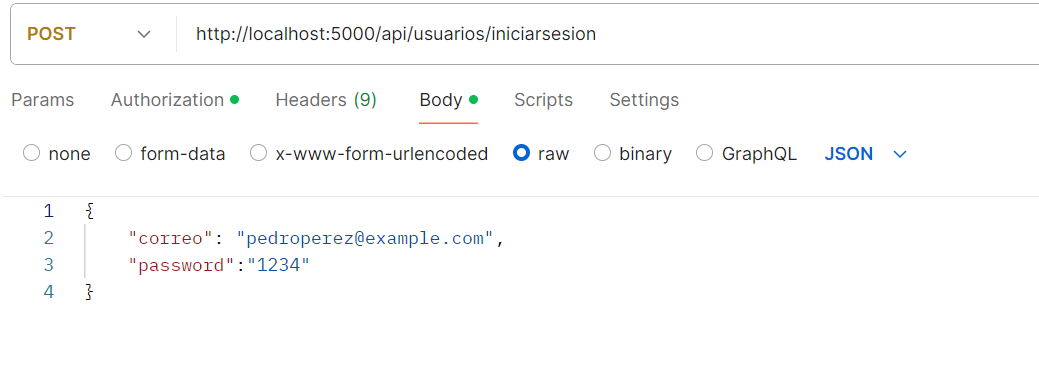 POST http://localhost:5000/api/usuarios/iniciarsesion
Params Authorization Headers (9) Body Scripts Settings
none form-data x-www-form-urlencoded raw binary GraphQL JSON
1 {
2 "correo": "pedroperez@example.com",
3 "password":"1234"
4 }